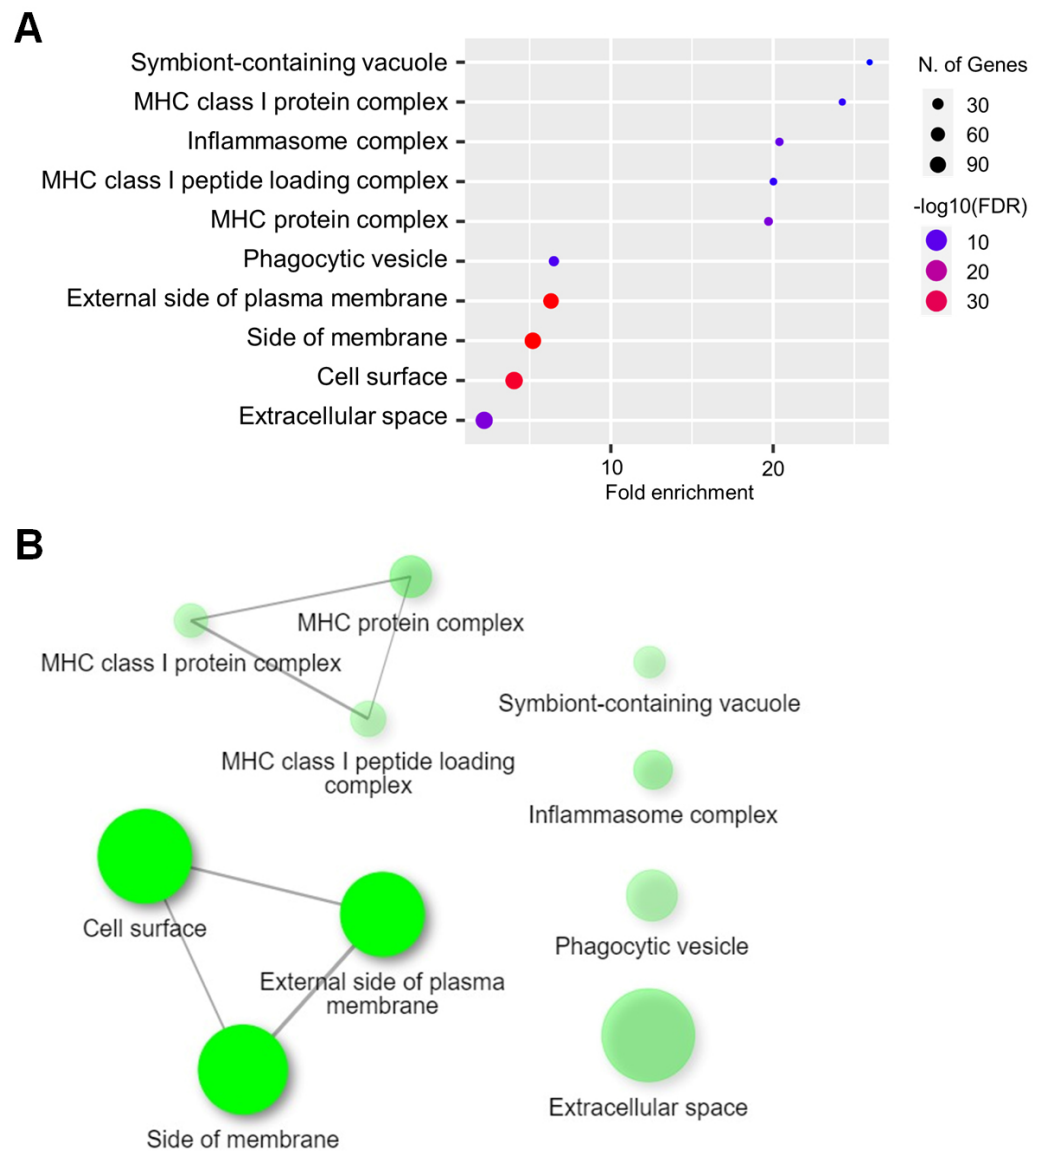 A
Symbiont-containing vacuole
MHC class I protein complex
Inflammasome complex
MHC class I peptide loading complex
MHC protein complex
Phagocytic vesicle
External side of plasma membrane
Side of membrane
Cell surface
Extracellular space
10
20
Fold enrichment
N. of Genes
30
60
90
-log10(FDR)
10
20
30
B
MHC protein complex
MHC class I protein complex
MHC class I peptide loading
complex
Symbiont-containing vacuole
Inflammasome complex
Cell surface
External side of plasma
membrane
Phagocytic vesicle
Side of membrane
Extracellular space